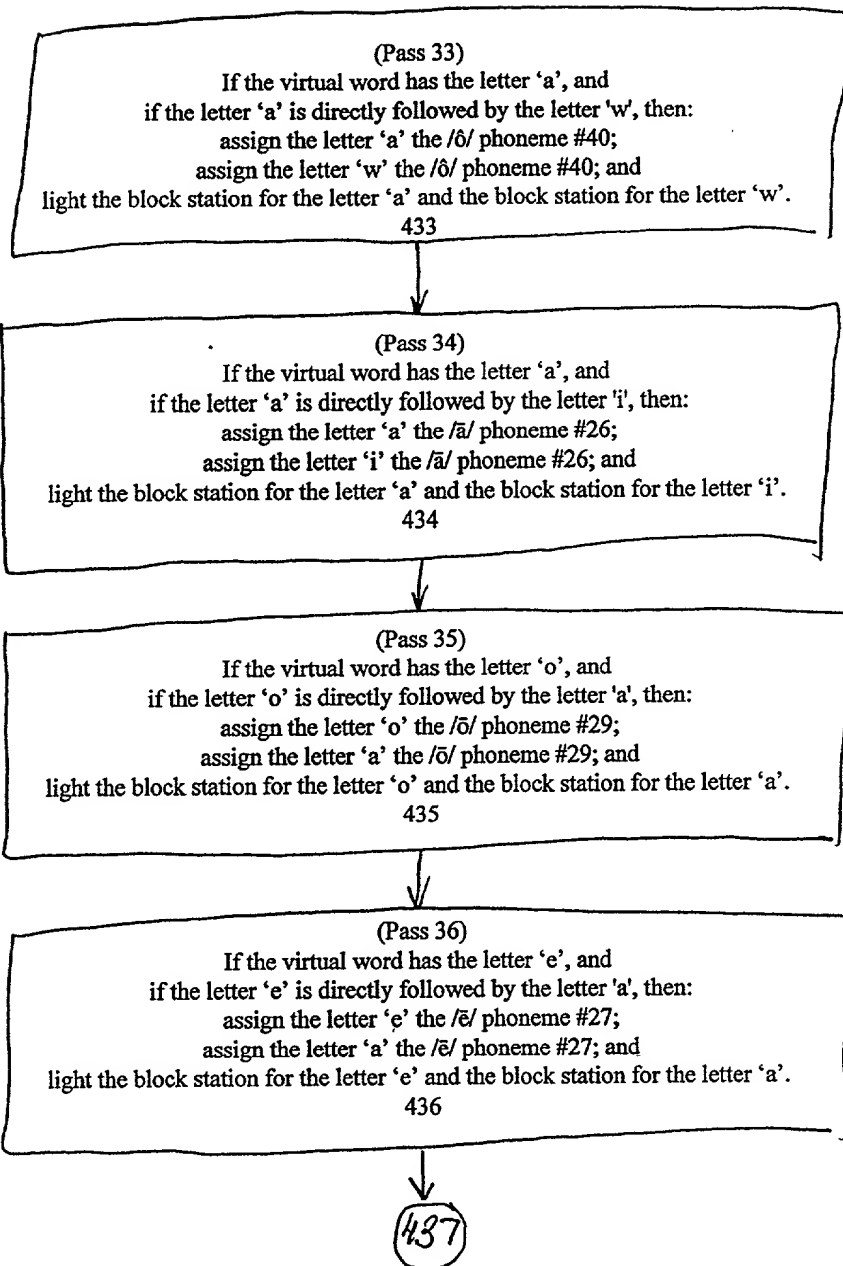 (Pass 33)
If the virtual word has the letter ‘a’, and
if the letter ‘a’ is directly followed by the letter 'w', then:
assign the letter ‘a’ the /ô/ phoneme #40;
assign the letter ‘w’ the /ô/ phoneme #40; and
light the block station for the letter ‘a’ and the block station for the letter ‘w’.
433
(Pass 34)
If the virtual word has the letter ‘a’, and
if the letter ‘a’ is directly followed by the letter 'i', then:
assign the letter ‘a’ the /ā/ phoneme #26;
assign the letter ‘i’ the /ā/ phoneme #26; and
light the block station for the letter ‘a’ and the block station for the letter ‘i’.
434
(Pass 35)
If the virtual word has the letter ‘o’, and
if the letter ‘o’ is directly followed by the letter 'a', then:
assign the letter ‘o’ the /ō/ phoneme #29;
assign the letter ‘a’ the /ō/ phoneme #29; and
light the block station for the letter ‘o’ and the block station for the letter ‘a’.
435
(Pass 36)
If the virtual word has the letter ‘e’, and
if the letter ‘e’ is directly followed by the letter 'a', then:
assign the letter ‘e’ the /ē/ phoneme #27;
assign the letter ‘a’ the /ē/ phoneme #27; and
light the block station for the letter ‘e’ and the block station for the letter ‘a’.
436
437